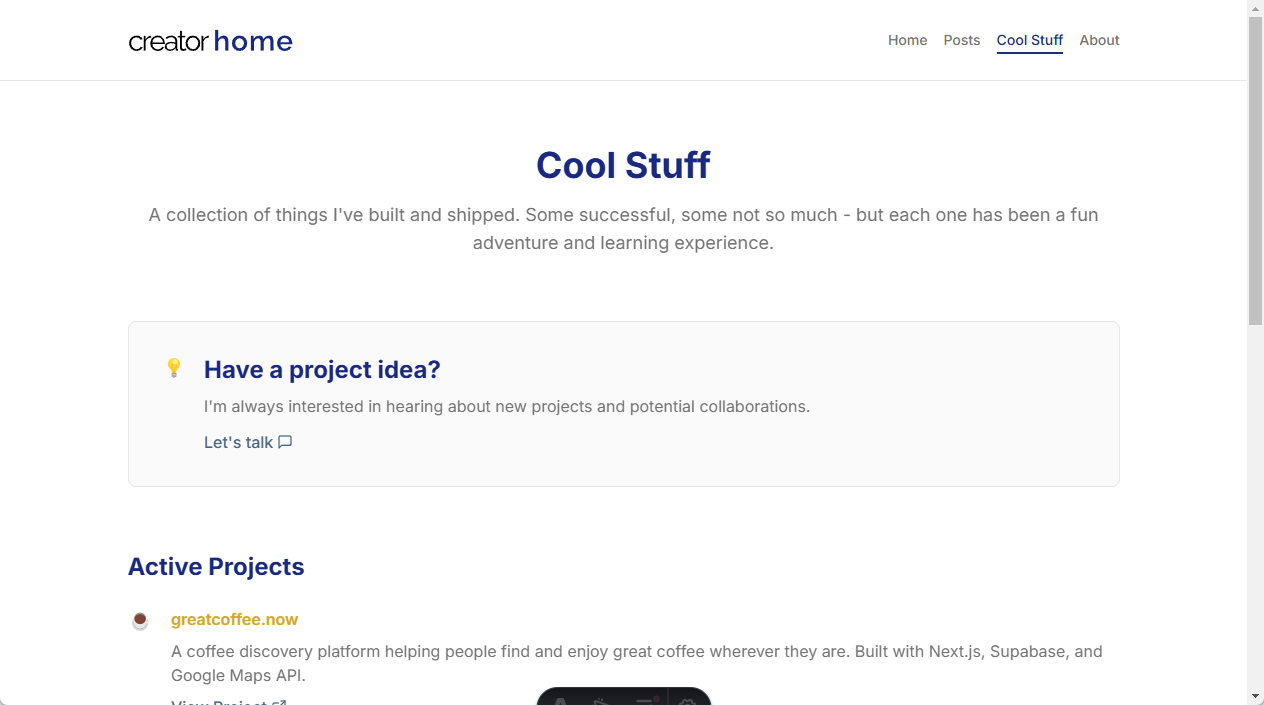 creator home
Home Posts Cool Stuff About
Cool Stuff
A collection of things I've built and shipped. Some successful, some not so much - but each one has been a fun
adventure and learning experience.
Have a project idea?
I'm always interested in hearing about new projects and potential collaborations.
Let's talk
Active Projects
greatcoffee.now
A coffee discovery platform helping people find and enjoy great coffee wherever they are. Built with Next.js, Supabase, and
Google Maps API.
View Project